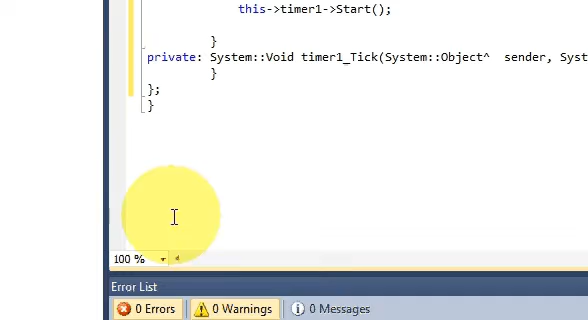 this->timer1->Start();
}
private: System::Void timer1_Tick(System::Object^  sender, Syst
}
};
}
100 %
Error List
0 Errors
0 Warnings
0 Messages